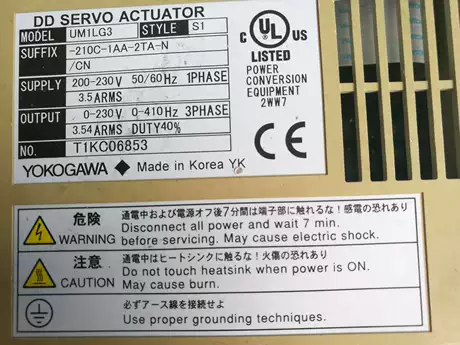 DD SERVO ACTUATOR
MODEL UM1LG3 STYLE S1
SUFFIX -210C-1AA-2TA-N
/CN
SUPPLY 200-230V 50/60Hz 1PHASE
3.5ARMS
OUTPUT 0-230V 0-410Hz 3PHASE
3.54ARMS DUTY40%
NO. T1KC06853
YOKOGAWA Made in Korea YK
C UL US
LISTED
POWER
CONVERSION
EQUIPMENT
2WW7
CE
危険 通電中および電源オフ後7分間は端子部に触れるな!感電の恐れあり
WARNING Disconnect all power and wait 7 min.
before servicing. May cause electric shock.
注意 通電中はヒートシンクに触れるな!火傷の恐れあり
CAUTION Do not touch heatsink when power is ON.
May cause burn.
必ずアース線を接続せよ
Use proper grounding techniques.